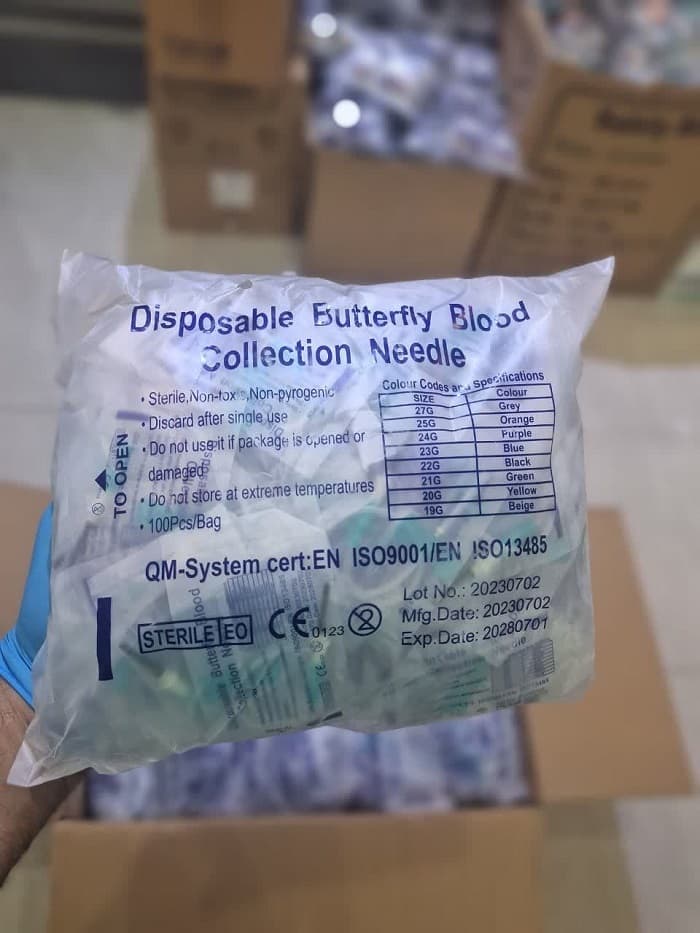 Disposable Butterfly Blood
Collection Needle
• Sterile,Non-toxic,Non-pyrogenic
• Discard after single use
• Do not use it if package is opened or
damaged
• Do not store at extreme temperatures
• 100Pcs/Bag
TO OPEN
Colour Codes and Specifications
SIZE Colour
27G Grey
25G Orange
24G Purple
23G Blue
22G Black
21G Green
20G Yellow
19G Beige
QM-System cert:EN ISO9001/EN ISO13485
STERILE EO CE 0123 2
Lot No.: 20230702
Mfg.Date: 20230702
Exp.Date: 20280701